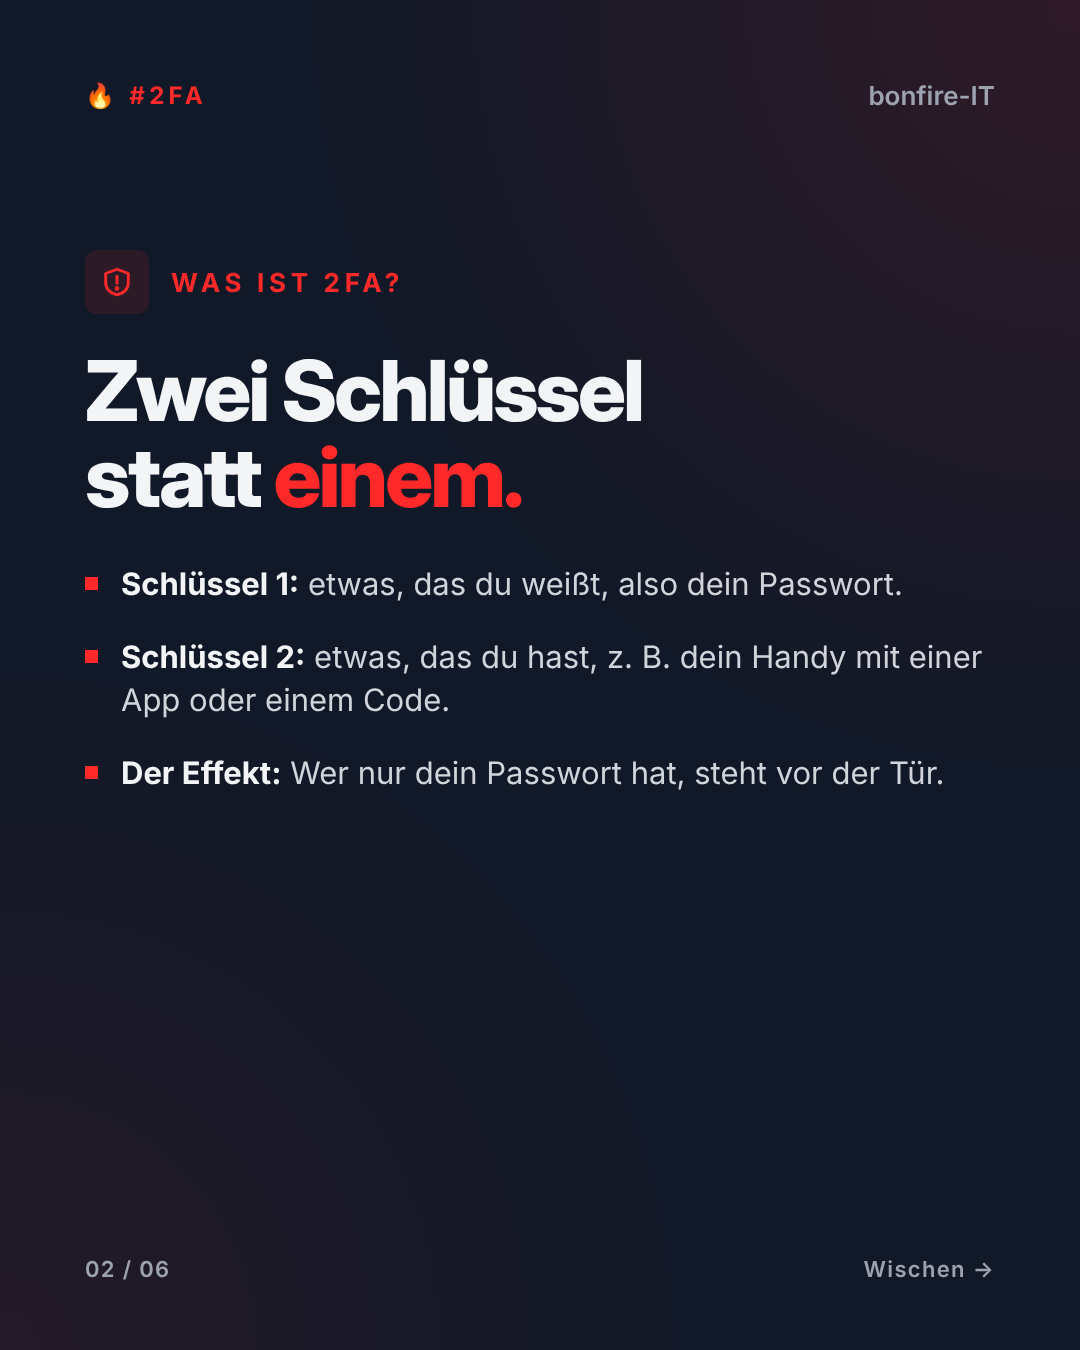 🔥 #2FA
bonfire-IT
WAS IST 2FA?
Zwei Schlüssel
statt einem.
Schlüssel 1: etwas, das du weißt, also dein Passwort.
Schlüssel 2: etwas, das du hast, z. B. dein Handy mit einer
App oder einem Code.
Der Effekt: Wer nur dein Passwort hat, steht vor der Tür.
02 / 06
Wischen →